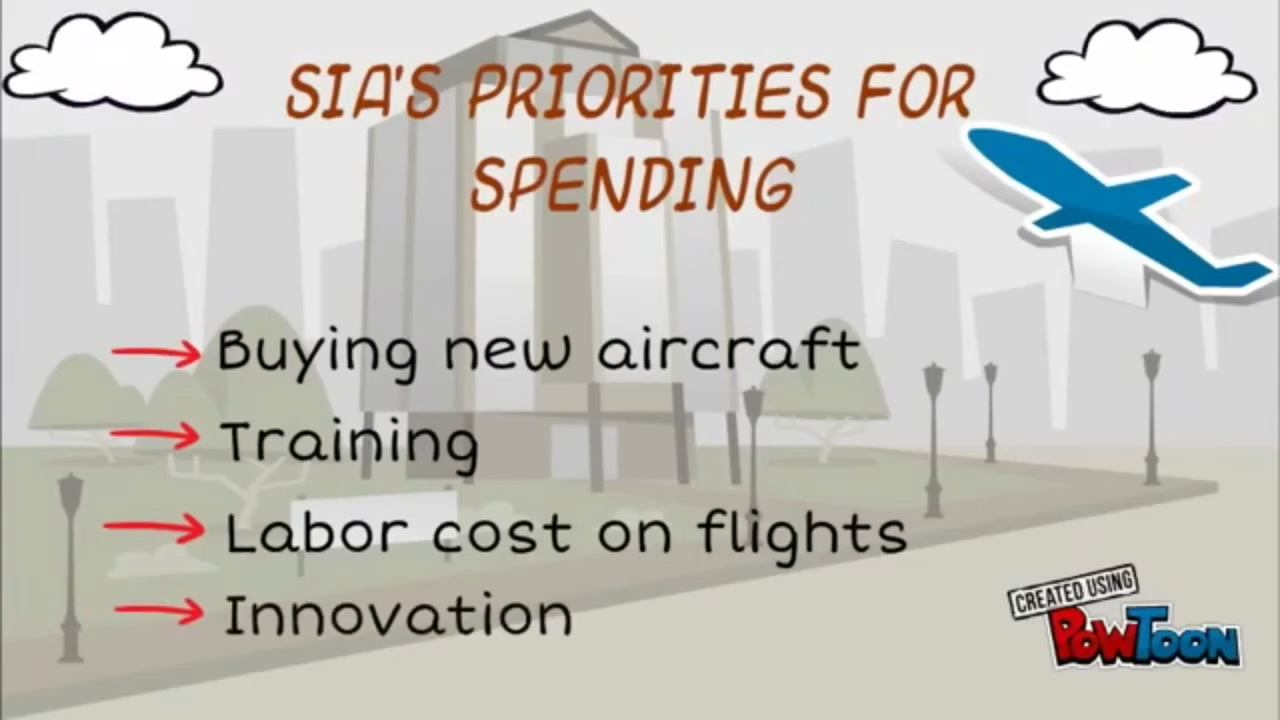 SIA'S PRIORITIES FOR
SPENDING
Buying new aircraft
Training
Labor cost on flights
Innovation
CREATED USING
POWTOON